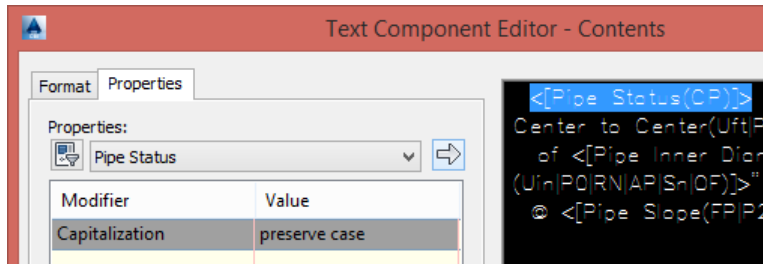 Text Component Editor - Contents
Format Properties
Properties:
Pipe Status
Modifier Value
Capitalization preserve case
<[Pipe Status(CP)]>
Center to Center(Uft|P
of <[Pipe Inner Diam
(Uin|P0|RN|AP|Sn|OF)]>"
@ <[Pipe Slope(FP|P2